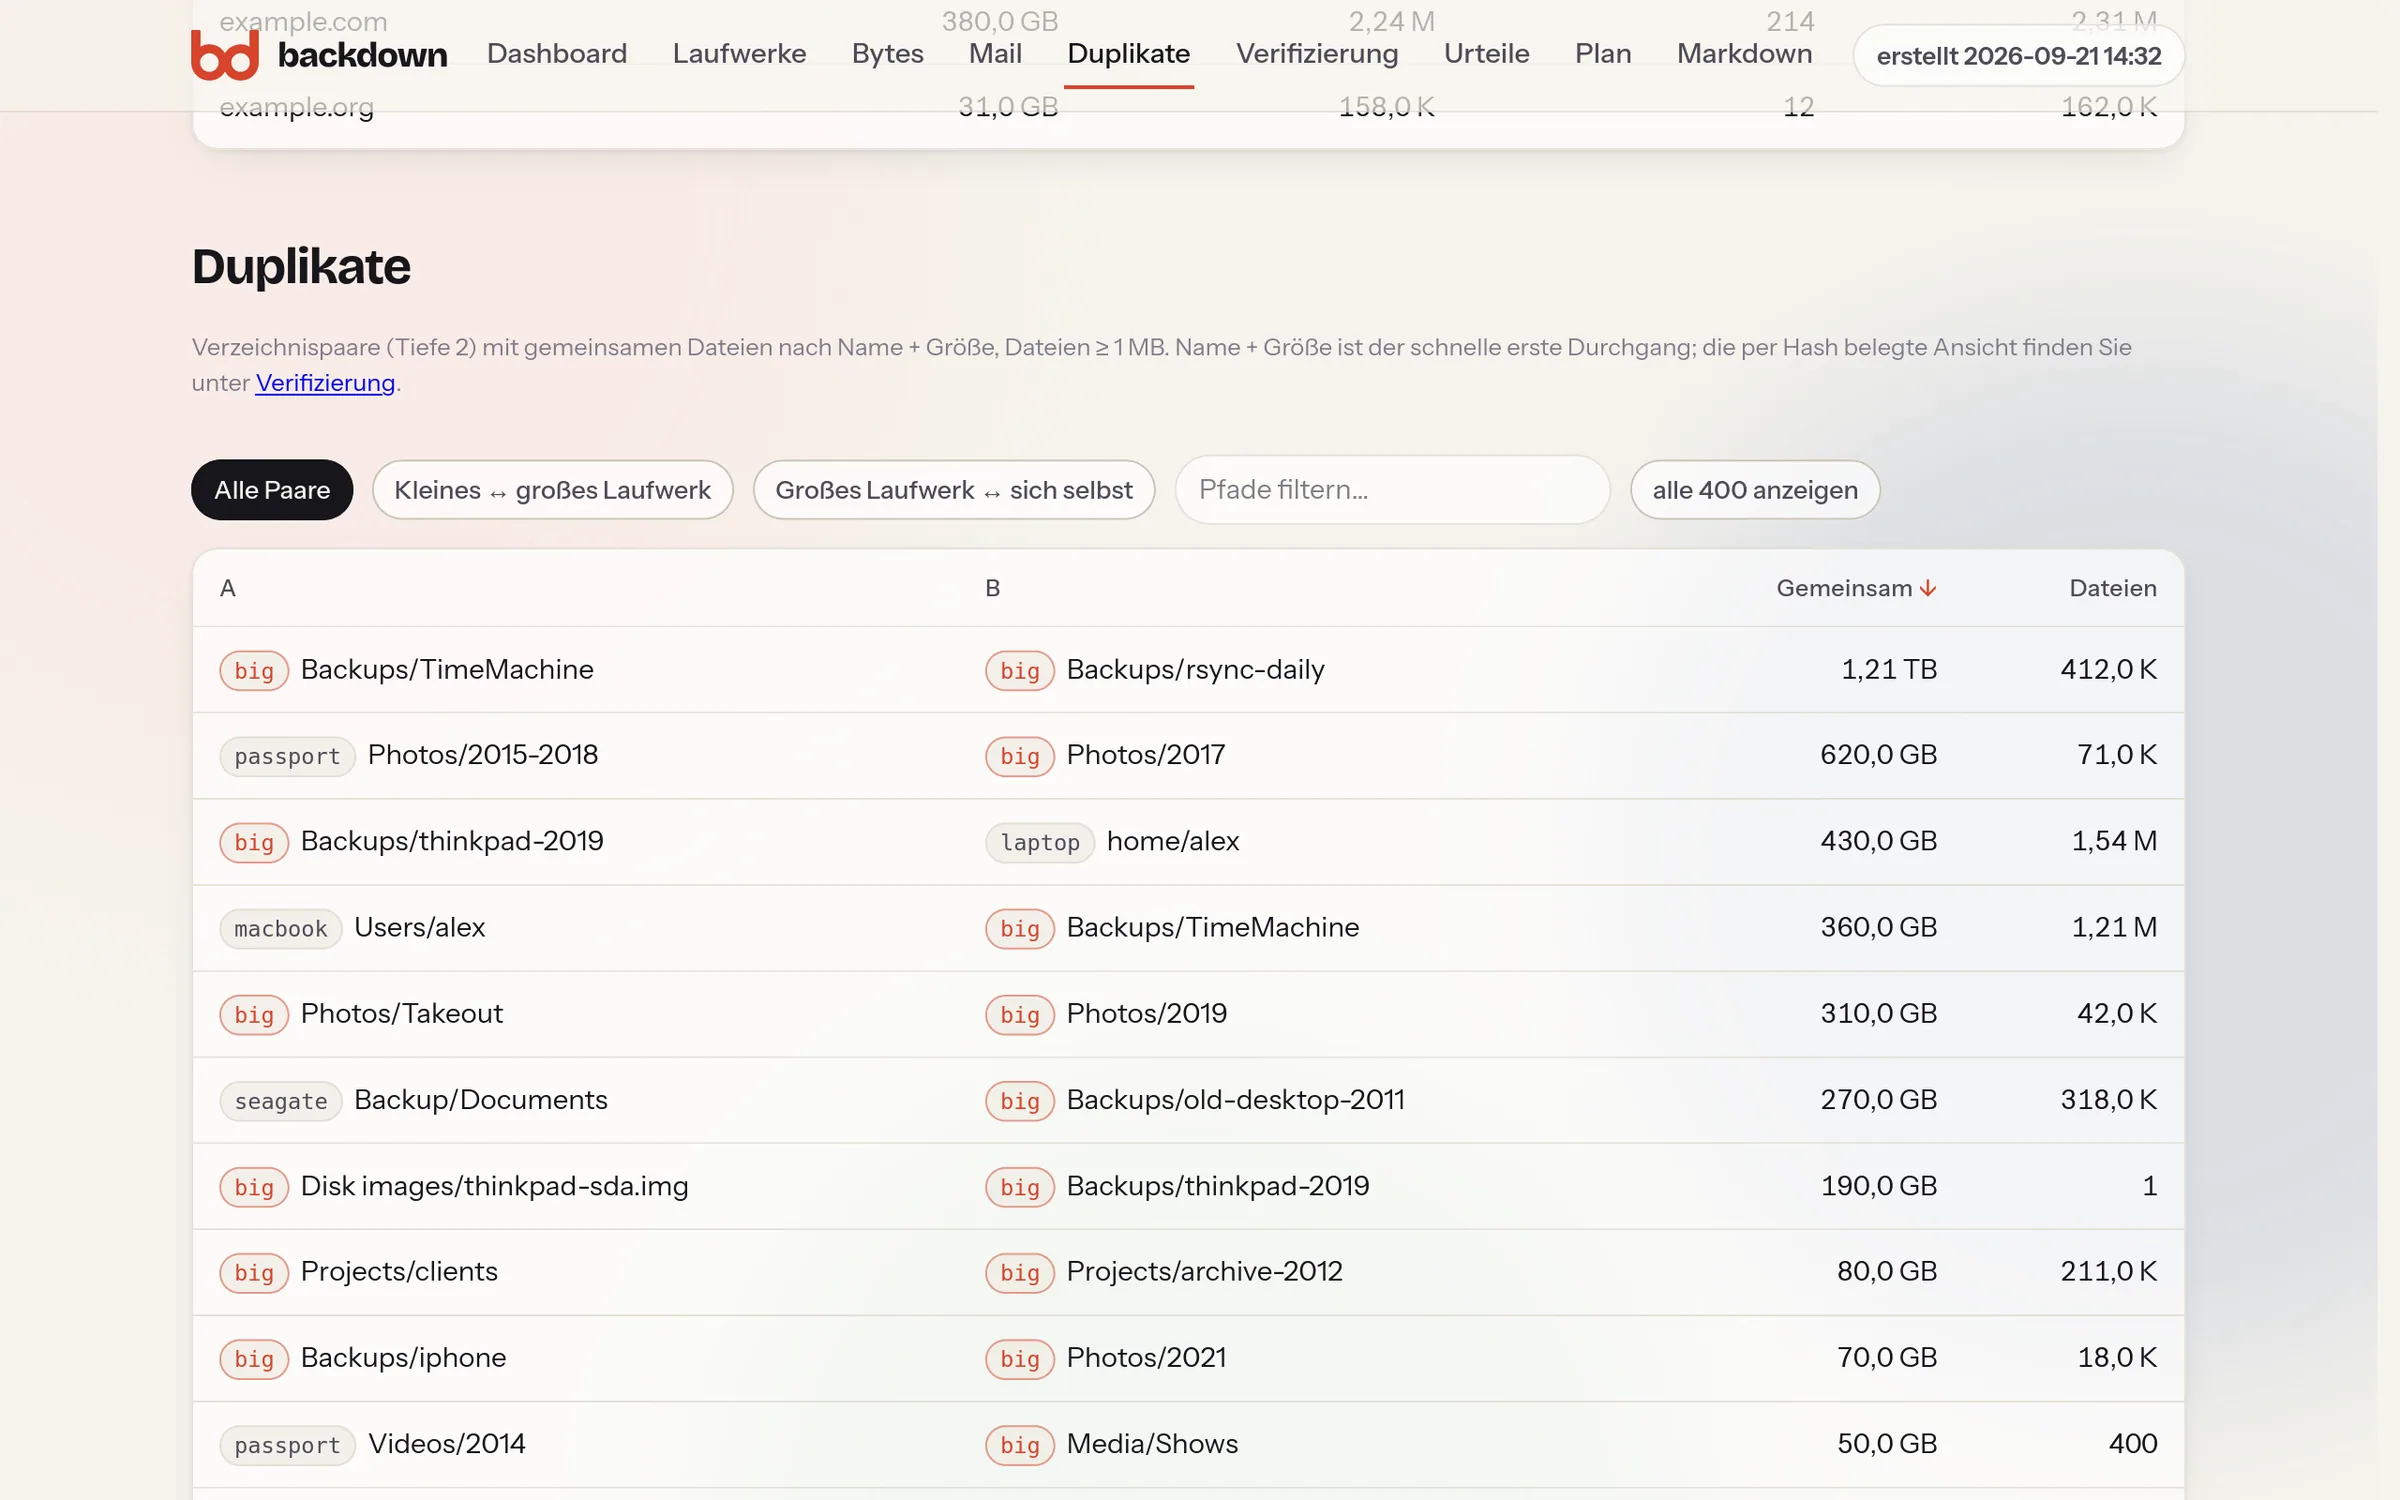 example.com 380,0 GB 2,24 M 214 2,31 M
bd backdown Dashboard Laufwerke Bytes Mail Duplikate Verifizierung Urteile Plan Markdown erstellt 2026-09-21 14:32
example.org 31,0 GB 158,0 K 12 162,0 K
Duplikate
Verzeichnispaare (Tiefe 2) mit gemeinsamen Dateien nach Name + Größe, Dateien ≥ 1 MB. Name + Größe ist der schnelle erste Durchgang; die per Hash belegte Ansicht finden Sie
unter Verifizierung.
Alle Paare Kleines ↔ großes Laufwerk Großes Laufwerk ↔ sich selbst Pfade filtern... alle 400 anzeigen
A B Gemeinsam ↓ Dateien
big Backups/TimeMachine big Backups/rsync-daily 1,21 TB 412,0 K
passport Photos/2015-2018 big Photos/2017 620,0 GB 71,0 K
big Backups/thinkpad-2019 laptop home/alex 430,0 GB 1,54 M
macbook Users/alex big Backups/TimeMachine 360,0 GB 1,21 M
big Photos/Takeout big Photos/2019 310,0 GB 42,0 K
seagate Backup/Documents big Backups/old-desktop-2011 270,0 GB 318,0 K
big Disk images/thinkpad-sda.img big Backups/thinkpad-2019 190,0 GB 1
big Projects/clients big Projects/archive-2012 80,0 GB 211,0 K
big Backups/iphone big Photos/2021 70,0 GB 18,0 K
passport Videos/2014 big Media/Shows 50,0 GB 400